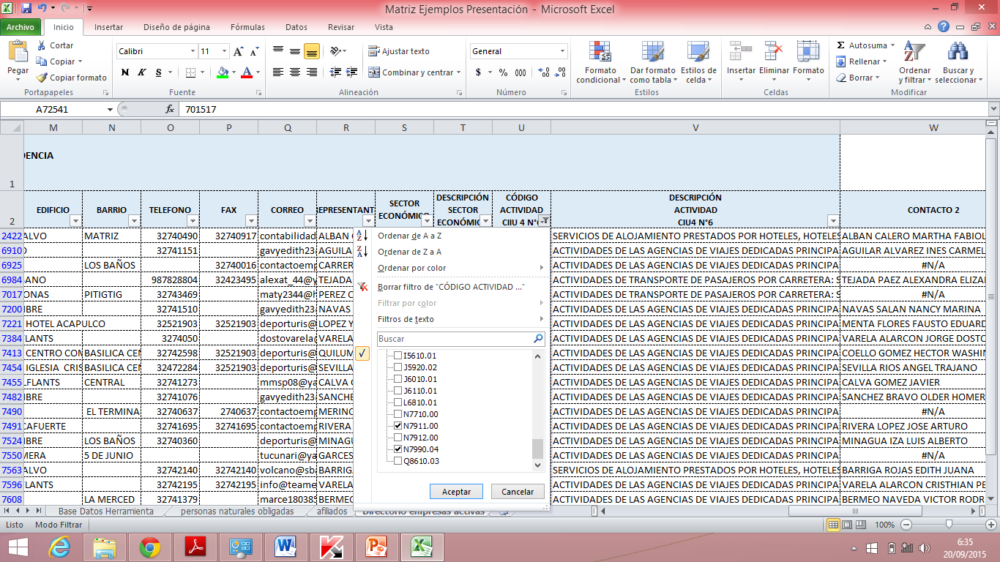 Matriz Ejemplos Presentación - Microsoft Excel
Archivo Inicio Insertar Diseño de página Fórmulas Datos Revisar Vista
Pegar
Cortar
Copiar
Copiar formato
Portapapeles
Calibri 11
N K S
Fuente
Ajustar texto
Combinar y centrar
Alineación
General
$ % 000
Número
Formato condicional
Dar formato como tabla
Estilos de celda
Estilos
Insertar Eliminar Formato
Celdas
Autosuma
Rellenar
Borrar
Ordenar y filtrar
Buscar y seleccionar
Modificar
A72541 fx 701517
M N O P Q R S T U V W
1 DENCIA
2 EDIFICIO BARRIO TELEFONO FAX CORREO REPRESENTANT SECTOR ECONÓMICO DESCRIPCIÓN SECTOR ECONÓMIC CÓDIGO ACTIVIDAD CIIU 4 N° DESCRIPCIÓN ACTIVIDAD CIIU4 N°6 CONTACTO 2
2422 ALVO MATRIZ 32740490 32740917 contabilidad ALBAN SERVICIOS DE ALOJAMIENTO PRESTADOS POR HOTELES, HOTELES ALBAN CALERO MARTHA FABIOL
6910 32741151 gavyedith23 AGUILA ACTIVIDADES DE LAS AGENCIAS DE VIAJES DEDICADAS PRINCIPA AGUILAR ALVAREZ INES CARMEL
6925 LOS BAÑOS 32740016 contactoemp CARRER ACTIVIDADES DE LAS AGENCIAS DE VIAJES DEDICADAS PRINCIPA #N/A
6984 ANO 987828804 32423495 alexat_44@y TEJADA ACTIVIDADES DE TRANSPORTE DE PASAJEROS POR CARRETERA: S TEJADA PAEZ ALEXANDRA ELIZA
7017 ONAS PITIGTIG 32743469 maty2344@h PEREZ C ACTIVIDADES DE TRANSPORTE DE PASAJEROS POR CARRETERA: S #N/A
7200 IBRE 32741510 gavyedith23 NAVAS ACTIVIDADES DE LAS AGENCIAS DE VIAJES DEDICADAS PRINCIPA NAVAS SALAN NANCY MARINA
7221 HOTEL ACAPULCO 32521903 32521903 deporturis@ LOPEZ Y ACTIVIDADES DE LAS AGENCIAS DE VIAJES DEDICADAS PRINCIPA MENTA FLORES FAUSTO EDUARD
7384 LANTS 3274050 dostovarela@ VARELA ACTIVIDADES DE LAS AGENCIAS DE VIAJES DEDICADAS PRINCIPA VARELA ALARCON JORGE DOSTO
7413 CENTRO COM BASILICA CEN 32742598 32521903 deporturis@ QUILUM ACTIVIDADES DE LAS AGENCIAS DE VIAJES DEDICADAS PRINCIPA COELLO GOMEZ HECTOR WASHIN
7454 IGLESIA CRIS BASILICA CEN 32472284 32521903 deporturis@ SEVILLA ACTIVIDADES DE LAS AGENCIAS DE VIAJES DEDICADAS PRINCIPA SEVILLA RIOS ANGEL TRAJANO
7455 LFLANTS CENTRAL 32741273 mmsp08@ya CALVA G ACTIVIDADES DE LAS AGENCIAS DE VIAJES DEDICADAS PRINCIPA CALVA GOMEZ JAVIER
7482 IBRE 32741076 gavyedith23 SANCHE ACTIVIDADES DE LAS AGENCIAS DE VIAJES DEDICADAS PRINCIPA SANCHEZ BRAVO OLDER HOMER
7490 EL TERMINA 32740637 2740637 contactoemp MERINO ACTIVIDADES DE LAS AGENCIAS DE VIAJES DEDICADAS PRINCIPA #N/A
7491 CAFUERTE 32741695 32741695 contactoemp RIVERA ACTIVIDADES DE LAS AGENCIAS DE VIAJES DEDICADAS PRINCIPA RIVERA LOPEZ JOSE ARTURO
7524 IBRE LOS BAÑOS 32740360 deporturis@ MINAGU ACTIVIDADES DE LAS AGENCIAS DE VIAJES DEDICADAS PRINCIPA MINAGUA IZA LUIS ALBERTO
7550 MERA 5 DE JUNIO tucunari@ya GARCES ACTIVIDADES DE LAS AGENCIAS DE VIAJES DEDICADAS PRINCIPA #N/A
7563 ALVO 32742140 32742140 volcano@sb BARRIGA SERVICIOS DE ALOJAMIENTO PRESTADOS POR HOTELES, HOTELES BARRIGA ROJAS EDITH JUANA
7596 LANTS 32742195 32742195 info@teame VARELA ACTIVIDADES DE LAS AGENCIAS DE VIAJES DEDICADAS PRINCIPA VARELA ALARCON CRISTHIAN PE
7608 LA MERCED 32741379 marce180385 BERMEO ACTIVIDADES DE LAS AGENCIAS DE VIAJES DEDICADAS PRINCIPA BERMEO NAVEDA VICTOR RODR
Ordenar de A a Z
Ordenar de Z a A
Ordenar por color
Borrar filtro de "CÓDIGO ACTIVIDAD ..."
Filtrar por color
Filtros de texto
Buscar
I5610.01
J5920.02
J6010.01
J6110.01
L6810.01
N7710.00
N7911.00
N7912.00
N7990.04
Q8610.03
Aceptar Cancelar
Base Datos Herramienta personas naturales obligadas afiliados Directorio empresas activas
Listo Modo Filtrar 100%
6:35
20/09/2015